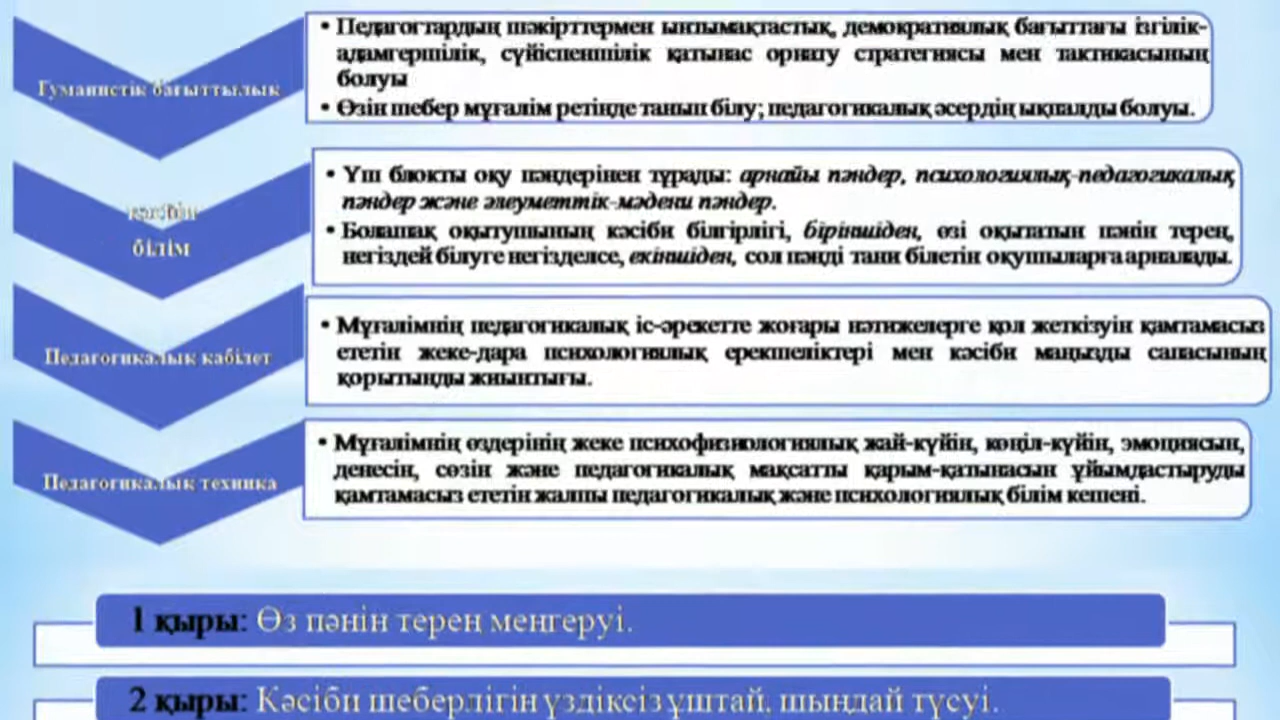 Гуманистік бағыттылық
• Педагогтардың шәкірттермен ынтымақтастық, демократиялық бағыттағы ізгілік-
адамгершілік, сүйіспеншілік қатынас орнату стратегиясы мен тактикасының
болуы
• Өзін шебер мұғалім ретінде танып білу; педагогикалық әсердің ықпалды болуы.
кәсіби
білім
• Үш блокты оқу пәндерінен тұрады: арнайы пәндер, психологиялық-педагогикалық
пәндер және әлеуметтік-мәдени пәндер.
• Болашақ оқытушының кәсіби білгірлігі, біріншіден, өзі оқытатын пәнін терең,
негіздей білуге негізделсе, екіншіден, сол пәнді тани білетін оқушыларға арналады.
Педагогикалық қабілет
• Мұғалімнің педагогикалық іс-әрекетте жоғары нәтижелерге қол жеткізуін қамтамасыз
ететін жеке-дара психологиялық ерекшеліктері мен кәсіби маңызды сапасының
қорытынды жиынтығы.
Педагогикалық техника
• Мұғалімнің өздерінің жеке психофизиологиялық жай-күйін, көңіл-күйін, эмоциясын,
денесін, сөзін және педагогикалық мақсатты қарым-қатынасын ұйымдастыруды
қамтамасыз ететін жалпы педагогикалық және психологиялық білім кешені.
1 қыры: Өз пәнін терең меңгеруі.
2 қыры: Кәсіби шеберлігін үздіксіз ұштай, шыңдай түсуі.